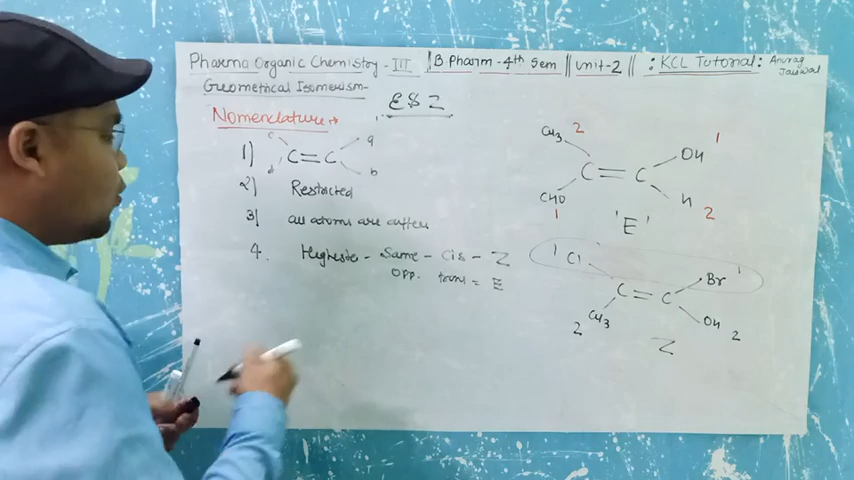 Pharma Organic Chemistry - III || B Pharm - 4th Sem || Unit-2 || : KCL Tutorial : Anurag Jaiswal
Geometrical Isomerism-
E & Z
Nomenclature →
1) c d C=C a b
2) Restricted
3) all atoms are differ
4. Highester - Same - Cis - Z
Opp. trans = E
CH3 2 OH 1
C=C
CHO 1 H 2
'E'
1 Cl Br 1
C=C
2 CH3 OH 2
Z